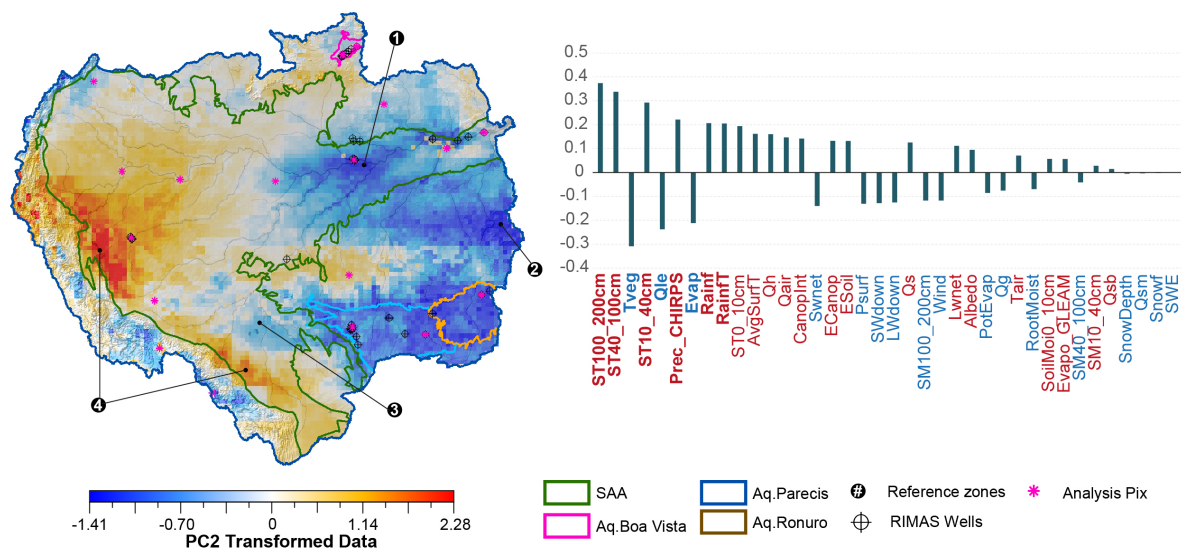 1
2
3
4
0.5
0.4
0.3
0.2
0.1
0
-0.1
-0.2
-0.3
-0.4
ST100_200cm
ST40_100cm
Tveg
ST10_40cm
Qle
Prec_CHIRPS
Evap
Rainf
RainfT
ST0_10cm
AvgSurfT
Qh
Qair
CanopInt
Swnet
ECanop
ESoil
Psurf
SWdown
LWdown
Qs
SM100_200cm
Wind
Lwnet
Albedo
PotEvap
Qg
Tair
RootMoist
SoilMoi0_10cm
Evapo_GLEAM
SM40_100cm
SM10_40cm
Qsb
SnowDepth
Qsm
Snowf
SWE
-1.41 -0.70 0 1.14 2.28
PC2 Transformed Data
SAA
Aq.Boa Vista
Aq.Parecis
Aq.Ronuro
# Reference zones
RIMAS Wells
Analysis Pix